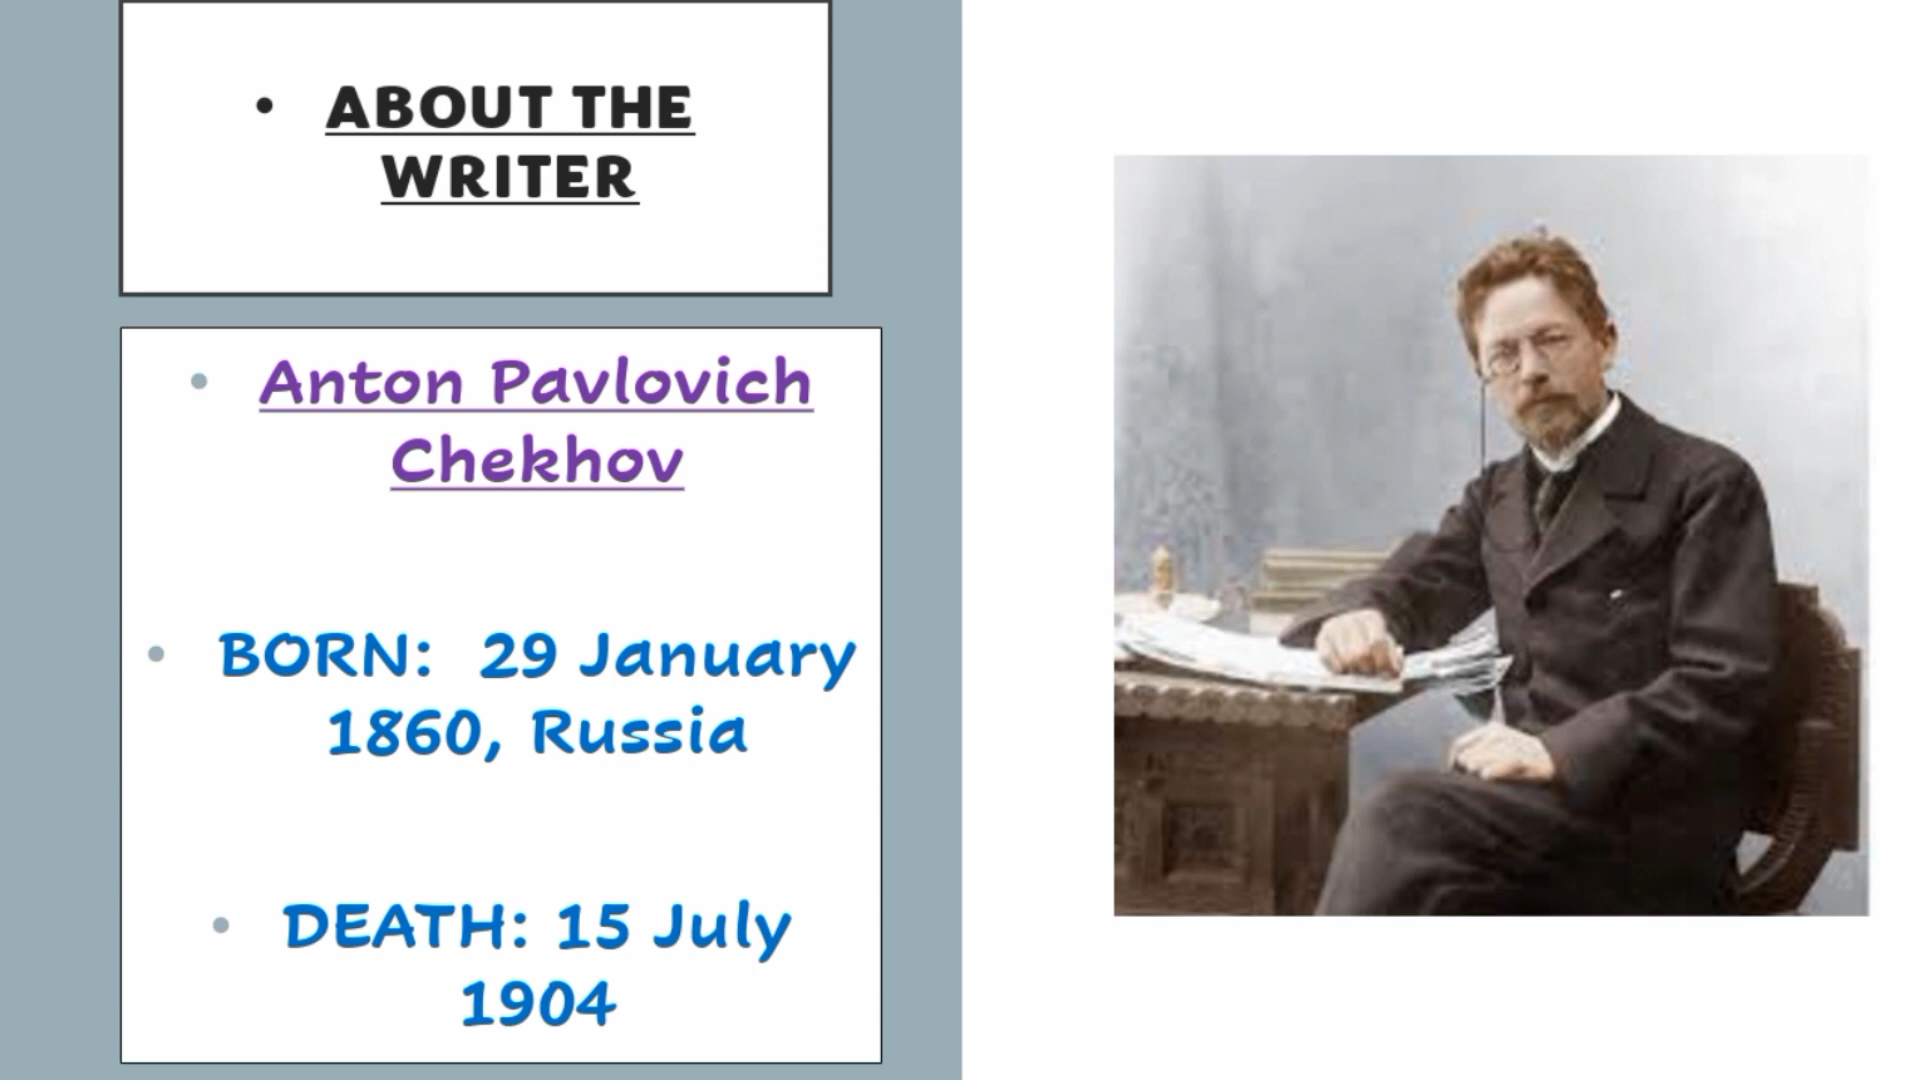 • ABOUT THE
WRITER
• Anton Pavlovich
Chekhov
• BORN: 29 January
1860, Russia
• DEATH: 15 July
1904